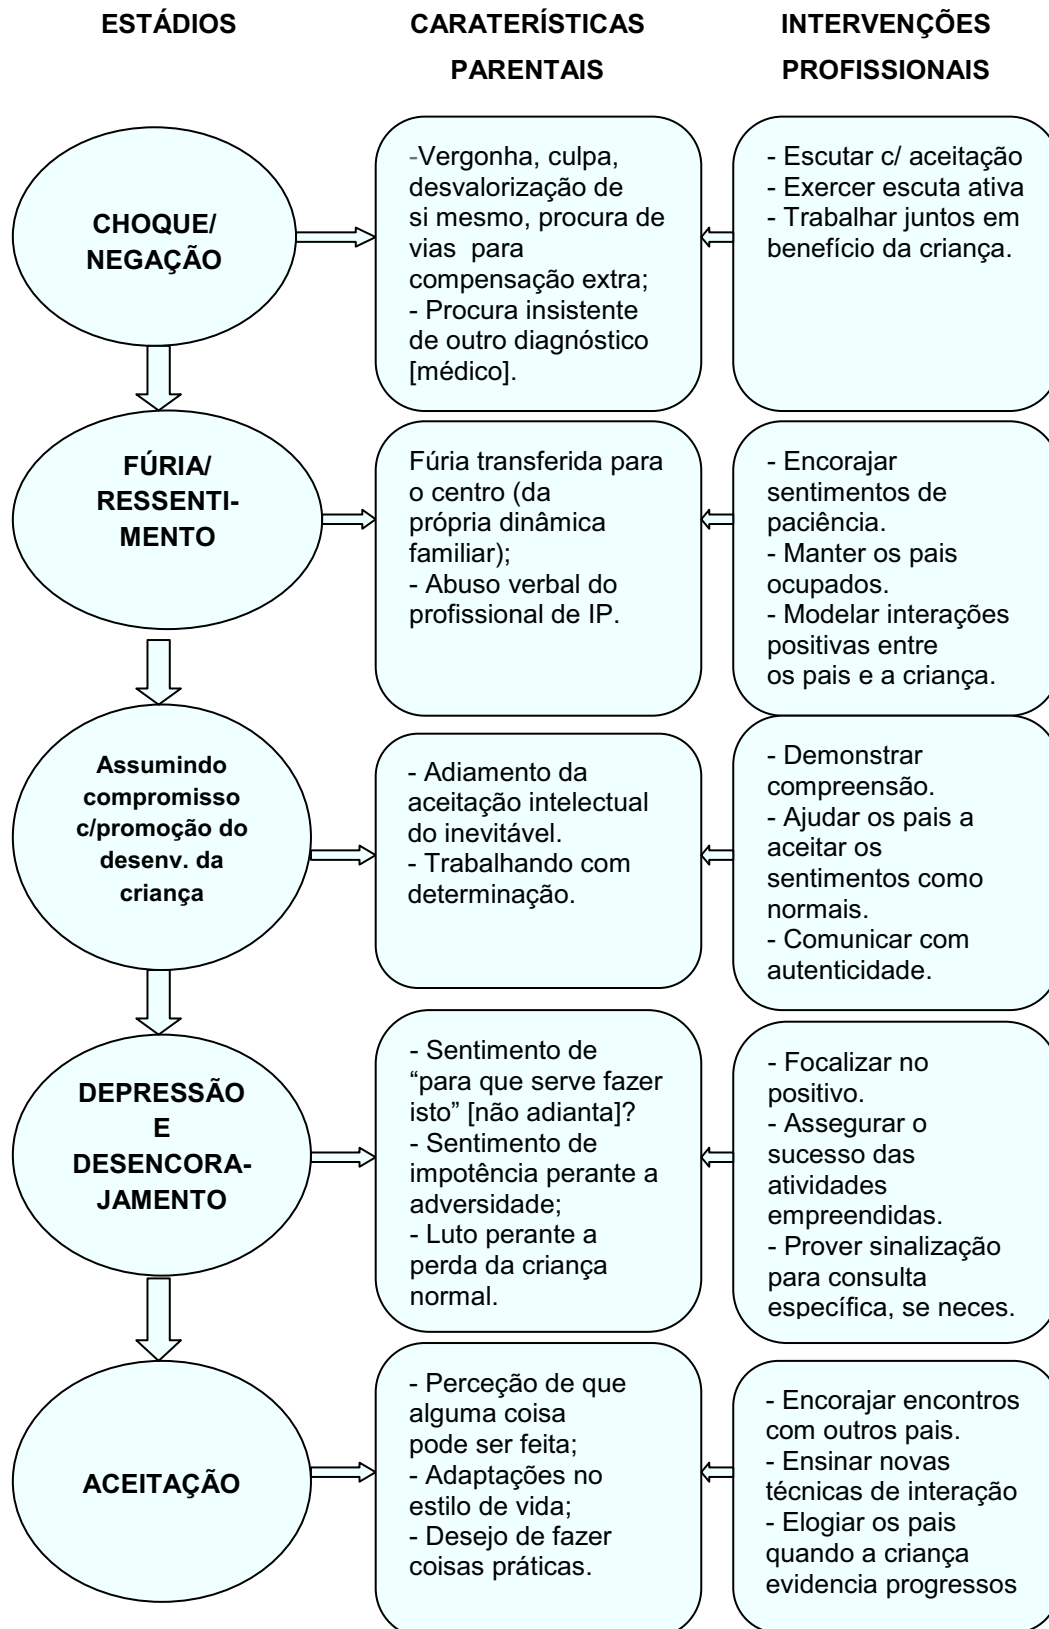 ESTÁDIOS
CARATERÍSTICAS
PARENTAIS
INTERVENÇÕES
PROFISSIONAIS
CHOQUE/
NEGAÇÃO
-Vergonha, culpa,
desvalorização de
si mesmo, procura de
vias para
compensação extra;
- Procura insistente
de outro diagnóstico
[médico].
- Escutar c/ aceitação
- Exercer escuta ativa
- Trabalhar juntos em
benefício da criança.
FÚRIA/
RESSENTI-
MENTO
Fúria transferida para
o centro (da
própria dinâmica
familiar);
- Abuso verbal do
profissional de IP.
- Encorajar
sentimentos de
paciência.
- Manter os pais
ocupados.
- Modelar interações
positivas entre
os pais e a criança.
Assumindo
compromisso
c/promoção do
desenv. da
criança
- Adiamento da
aceitação intelectual
do inevitável.
- Trabalhando com
determinação.
- Demonstrar
compreensão.
- Ajudar os pais a
aceitar os
sentimentos como
normais.
- Comunicar com
autenticidade.
DEPRESSÃO
E
DESENCORA-
JAMENTO
- Sentimento de
“para que serve fazer
isto” [não adianta]?
- Sentimento de
impotência perante a
adversidade;
- Luto perante a
perda da criança
normal.
- Focalizar no
positivo.
- Assegurar o
sucesso das
atividades
empreendidas.
- Prover sinalização
para consulta
específica, se neces.
ACEITAÇÃO
- Perceção de que
alguma coisa
pode ser feita;
- Adaptações no
estilo de vida;
- Desejo de fazer
coisas práticas.
- Encorajar encontros
com outros pais.
- Ensinar novas
técnicas de interação
- Elogiar os pais
quando a criança
evidencia progressos